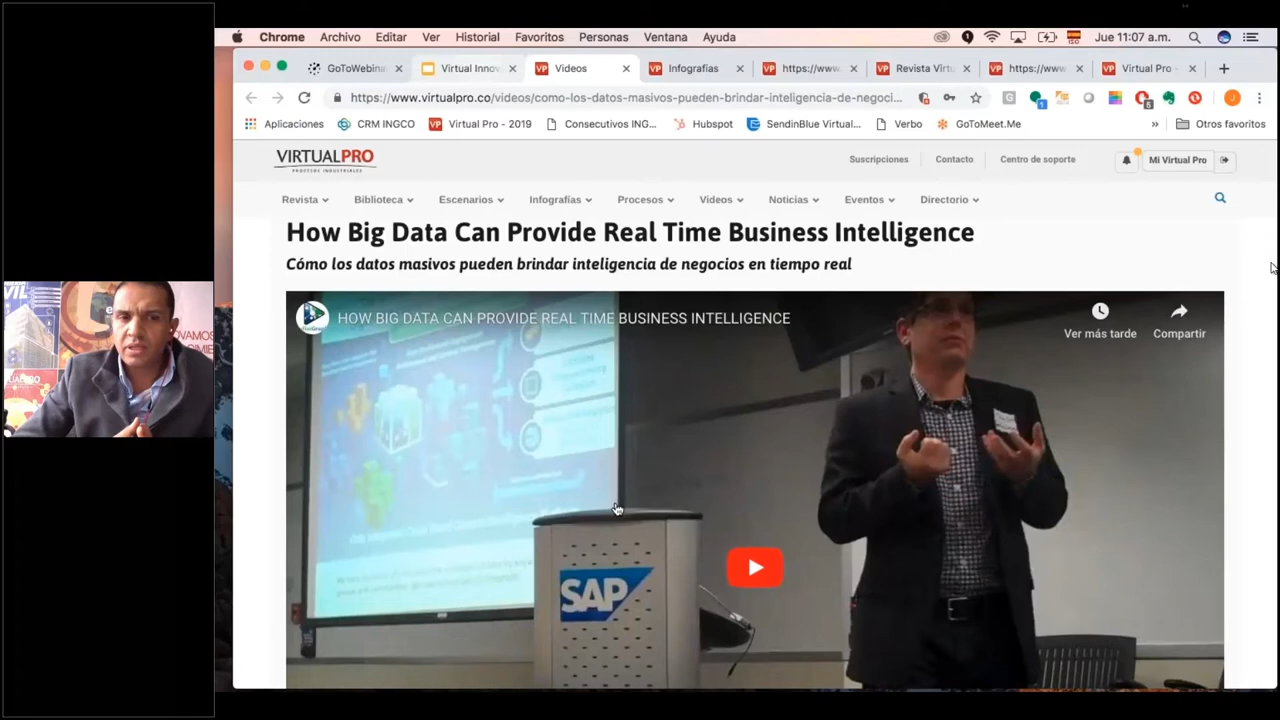 Chrome Archivo Editar Ver Historial Favoritos Personas Ventana Ayuda
Jue 11:07 a.m.
GoToWebina Virtual Innov Videos Infografías https://www Revista Virtu https://www Virtual Pro -
https://www.virtualpro.co/videos/como-los-datos-masivos-pueden-brindar-inteligencia-de-negoci...
Aplicaciones CRM INGCO Virtual Pro - 2019 Consecutivos ING... Hubspot SendinBlue Virtual... Verbo GoToMeet.Me » Otros favoritos
VIRTUALPRO
PROCESOS INDUSTRIALES
Suscripciones Contacto Centro de soporte Mi Virtual Pro
Revista Biblioteca Escenarios Infografías Procesos Videos Noticias Eventos Directorio
How Big Data Can Provide Real Time Business Intelligence
Cómo los datos masivos pueden brindar inteligencia de negocios en tiempo real
HOW BIG DATA CAN PROVIDE REAL TIME BUSINESS INTELLIGENCE
Ver más tarde Compartir
SAP